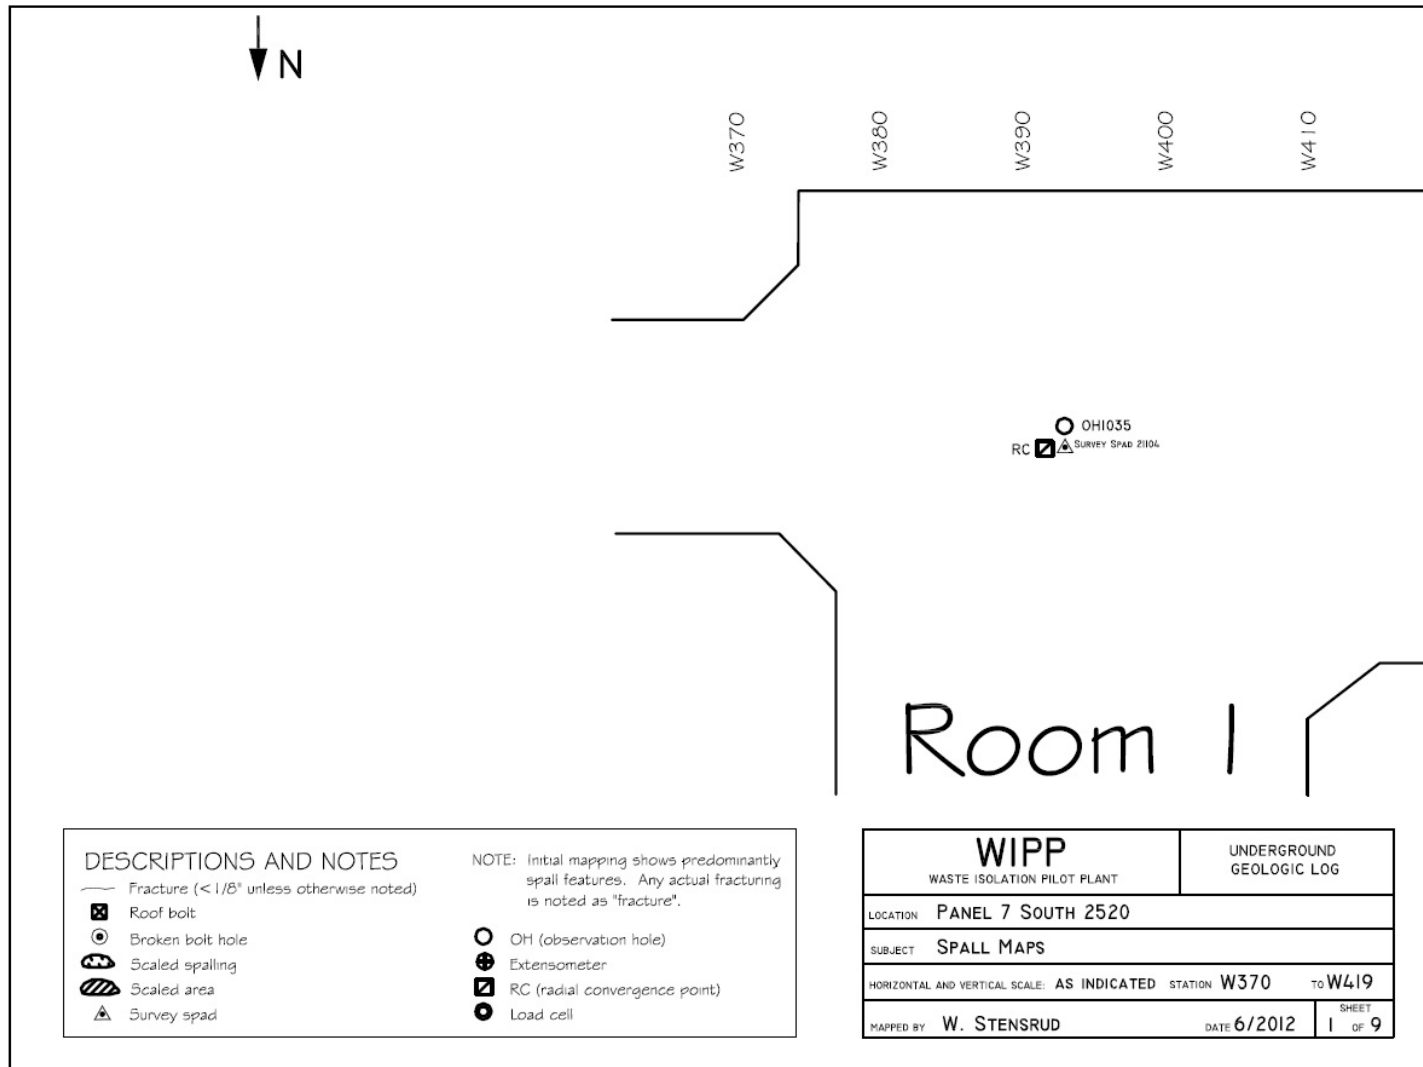 N
W370
W380
W390
W400
W410
OH1035
RC
SURVEY SPAD 21104
Room 1
DESCRIPTIONS AND NOTES
Fracture (<1/8" unless otherwise noted)
Roof bolt
Broken bolt hole
Scaled spalling
Scaled area
Survey spad
NOTE: Initial mapping shows predominantly
spall features. Any actual fracturing
is noted as "fracture".
OH (observation hole)
Extensometer
RC (radial convergence point)
Load cell
WIPP
WASTE ISOLATION PILOT PLANT
UNDERGROUND
GEOLOGIC LOG
LOCATION PANEL 7 SOUTH 2520
SUBJECT SPALL MAPS
HORIZONTAL AND VERTICAL SCALE: AS INDICATED STATION W370 TO W419
MAPPED BY W. STENSRUD DATE 6/2012
SHEET
1 OF 9